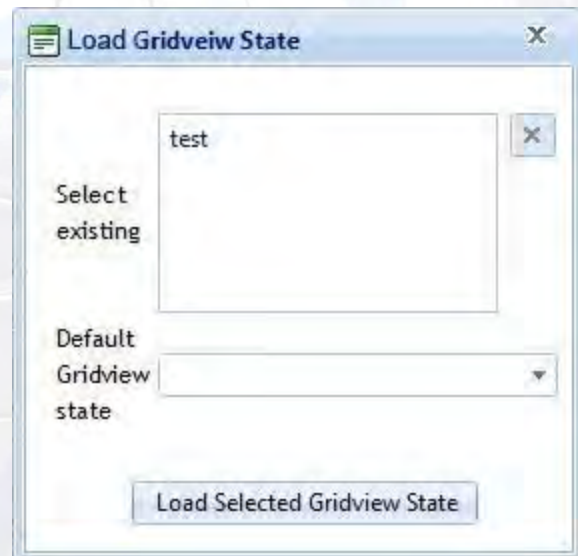 Load Gridveiw State
test
Select
existing
Default
Gridview
state
Load Selected Gridview State